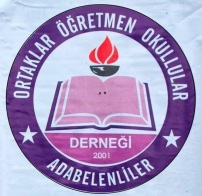 ORTAKLAR ÖĞRETMEN OKULLULAR
DERNEĞİ
2001
ADABELENLİLER